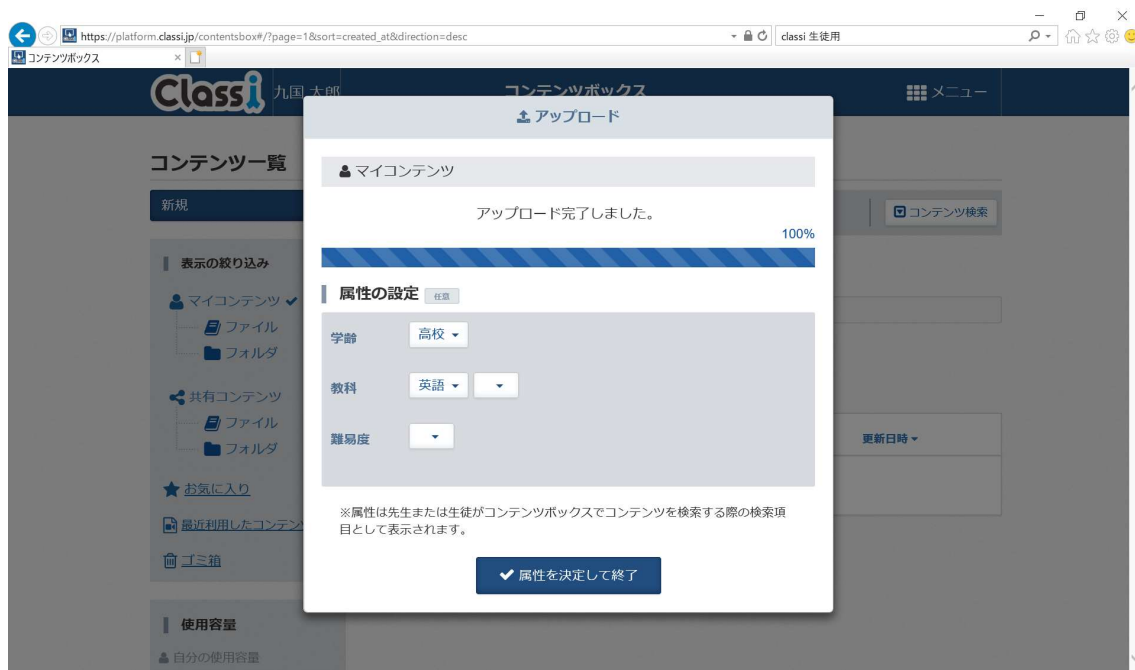 https://platform.classi.jp/contentsbox#/?page=1&sort=created_at&direction=desc
classi 生徒用
コンテンツボックス
Classi 九国 太郎
コンテンツボックス
メニュー
アップロード
コンテンツ一覧
新規
コンテンツ検索
表示の絞り込み
マイコンテンツ
ファイル
フォルダ
共有コンテンツ
ファイル
フォルダ
お気に入り
最近利用したコンテン
ゴミ箱
使用容量
自分の使用容量
マイコンテンツ
アップロード完了しました。
100%
属性の設定 任意
学齢 高校
教科 英語
難易度
※属性は先生または生徒がコンテンツボックスでコンテンツを検索する際の検索項
目として表示されます。
属性を決定して終了
更新日時